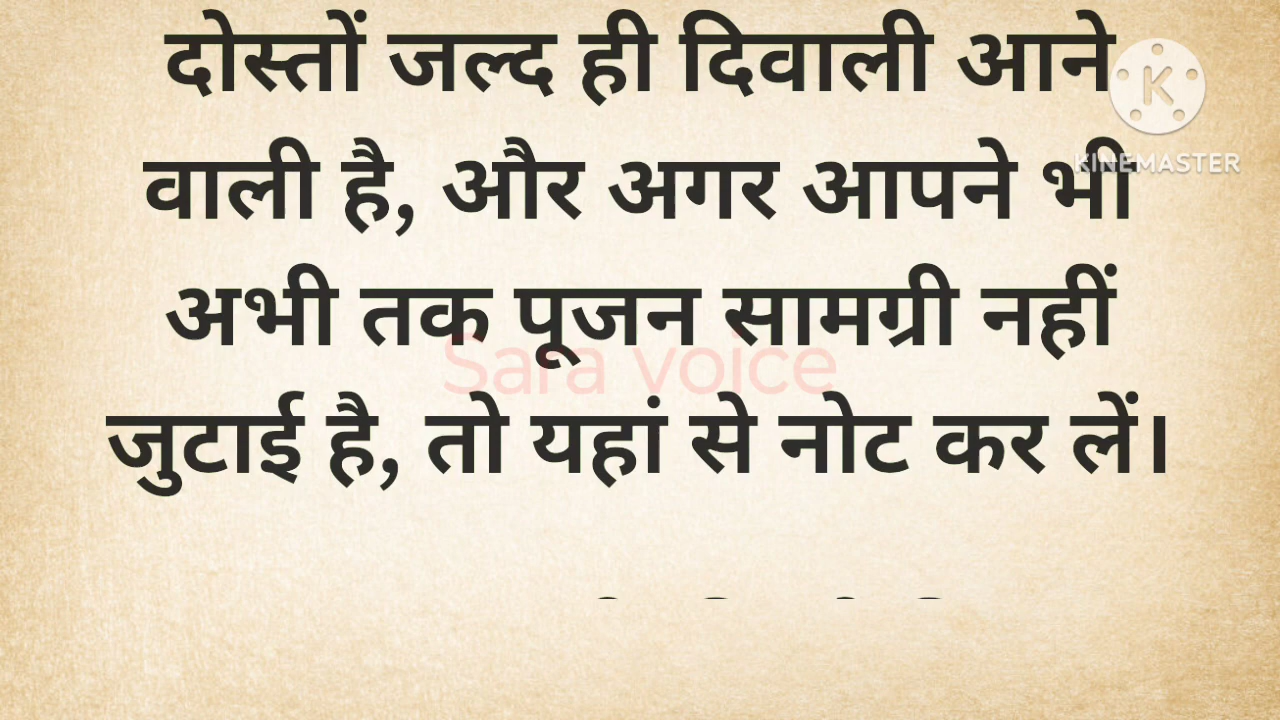 दोस्तों जल्द ही दिवाली आने
K
KINEMASTER
वाली है, और अगर आपने भी
अभी तक पूजन सामग्री नहीं
Sara voice
जुटाई है, तो यहां से नोट कर लें।